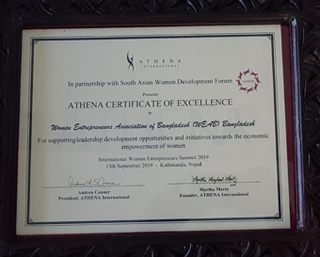 ATHENA
INTERNATIONAL
In partnership with South Asian Women Development Forum
Presents
ATHENA CERTIFICATE OF EXCELLENCE
to
Women Entrepreneurs Association of Bangladesh (WEAB) Bangladesh
For supporting leadership development opportunities and initiatives towards the economic
empowerment of women
International Women Entrepreneurs Summit 2019
13th September 2019 - Kathmandu, Nepal
Andrea Conner
President, ATHENA International
Martha Mertz
Founder, ATHENA International